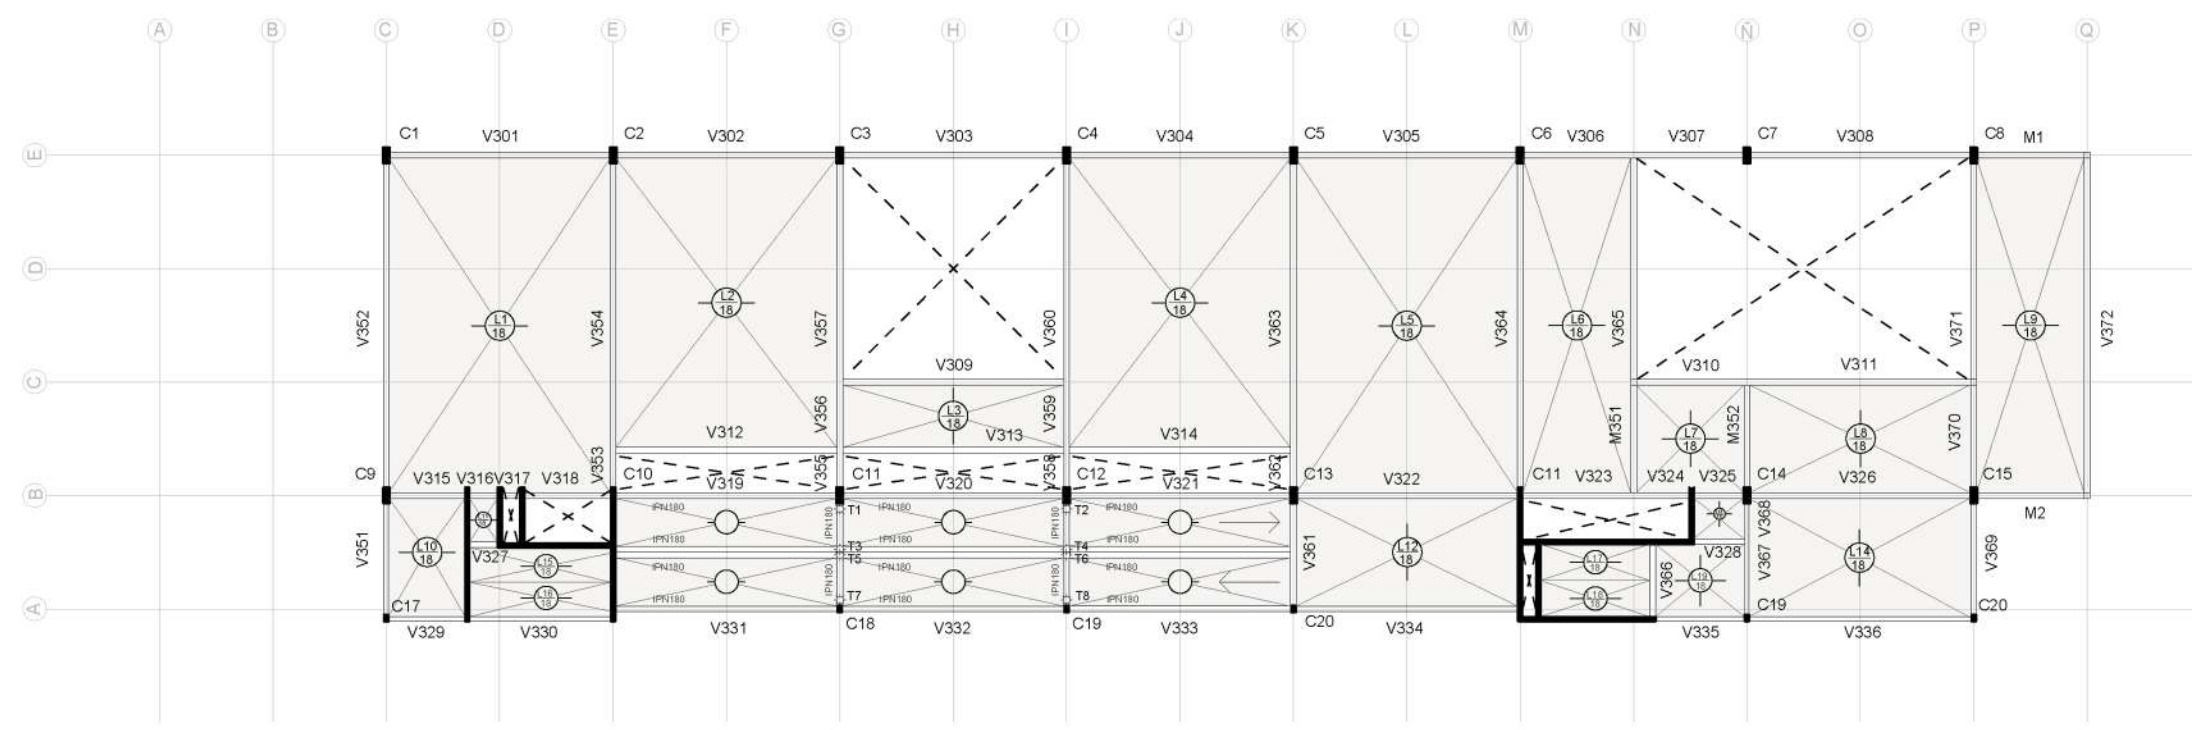 A B C D E F G H I J K L M N Ñ O P Q
C1 V301 C2 V302 C3 V303 C4 V304 C5 V305 C6 V306 V307 C7 V308 C8 M1
E
D
L2 18
L4 18
V352 L1 18 V354 V357 V360 V363 L5 18 V364 L6 18 V365 V371 L9 18 V372
V309 V310 V311
C
V356 L3 18 V359 M351 M352 V370
V312 V313 V314 L7 18 L8 18
C9 V315 V316 V317 V318 V353 C10 V319 V355 C11 V320 V358 C12 V321 V362 C13 V322 C11 V323 V324 V325 C14 V326 C15
B
IPN180 IPN180 T1 IPN180 IPN180 T2 IPN180 V368 M2
V351 L10 18 V327 IPN180 T3 IPN180 T4 IPN180 V361 L12 18 V328 V367 L14 18 V369
L15 18 T5 T6 L17 18
L16 18 IPN180 IPN180 IPN180 L18 18 V366 L19 18
IPN180 T7 IPN180 T8 IPN180
A
C17 C18 C19 C20 C19 C20
V329 V330 V331 V332 V333 V334 V335 V336